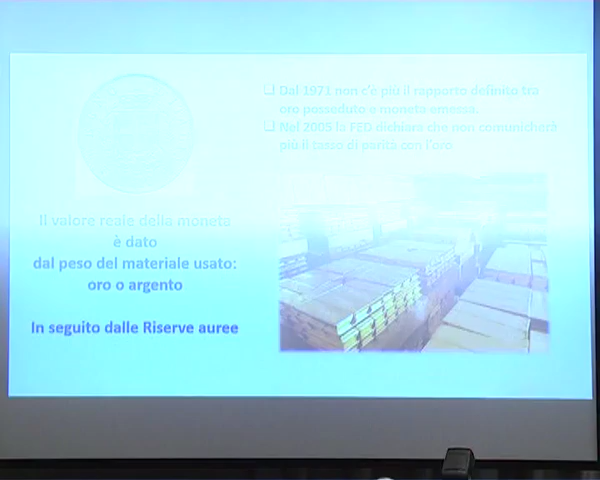 Dal 1971 non c'è più il rapporto definito tra
oro posseduto e moneta emessa.
Nel 2005 la FED dichiara che non comunicherà
più il tasso di parità con l'oro
Il valore reale della moneta
è dato
dal peso del materiale usato:
oro o argento
In seguito dalle Riserve auree